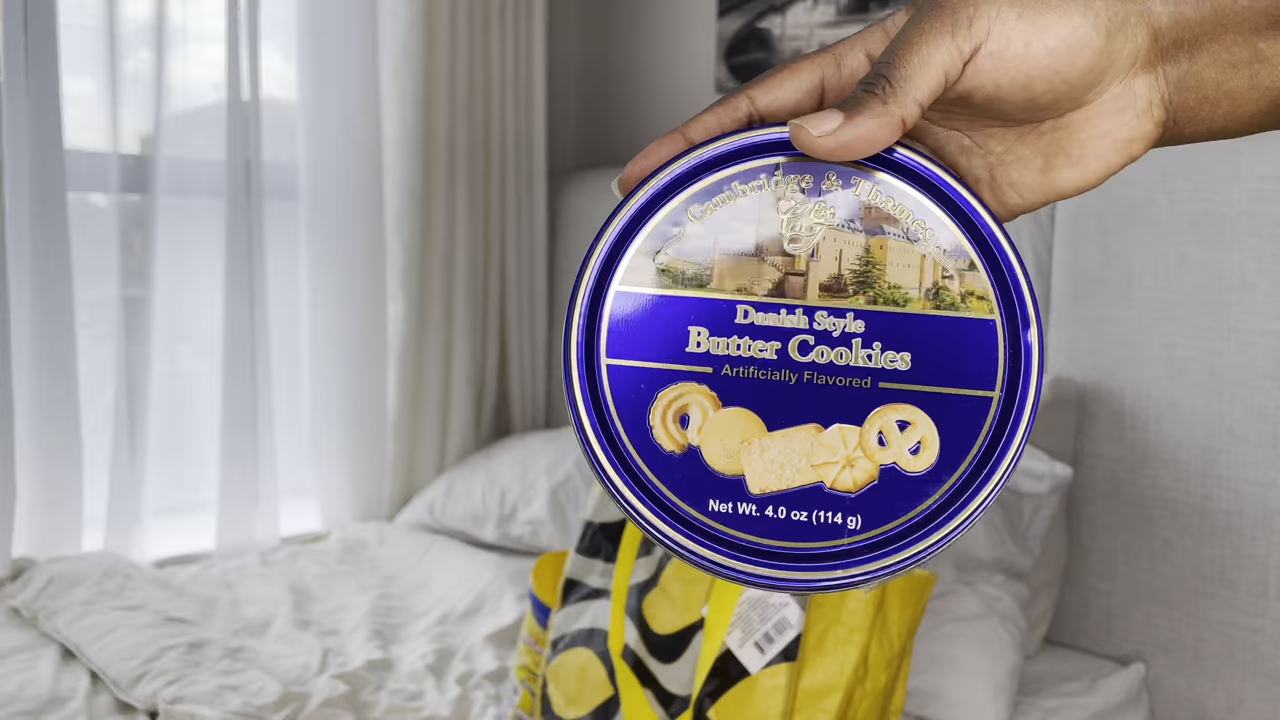 Cambridge & Thames
Danish Style
Butter Cookies
Artificially Flavored
Net Wt. 4.0 oz (114 g)